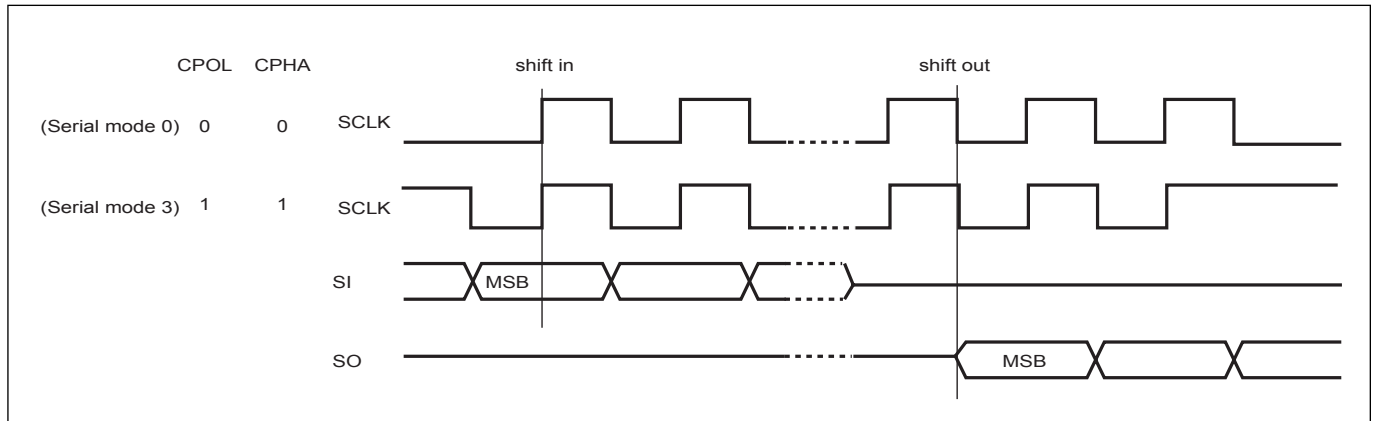 CPOL CPHA shift in shift out
(Serial mode 0) 0 0 SCLK
(Serial mode 3) 1 1 SCLK
SI MSB
SO MSB